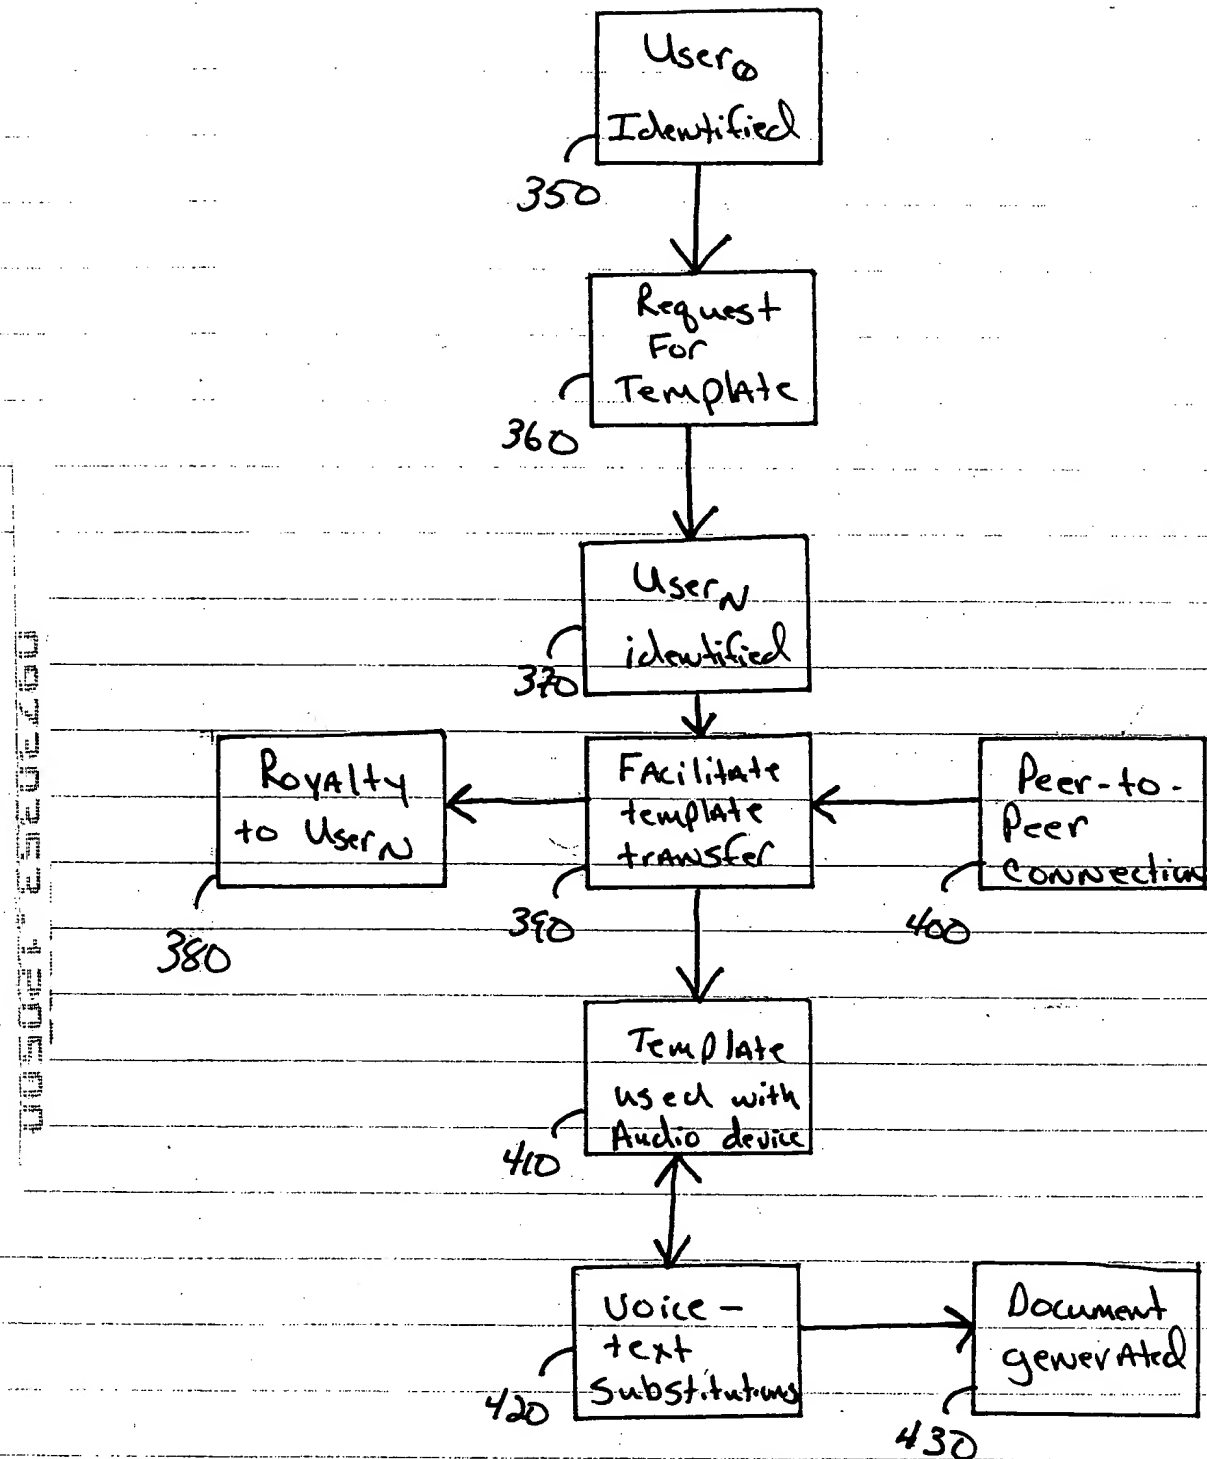 User0
Identified
350
Request
For
Template
360
UserN
identified
370
Royalty
to UserN
380
Facilitate
template
transfer
390
Peer-to-
Peer
Connection
400
Template
used with
Audio device
410
Voice-
text
Substitutions
420
Document
generated
430